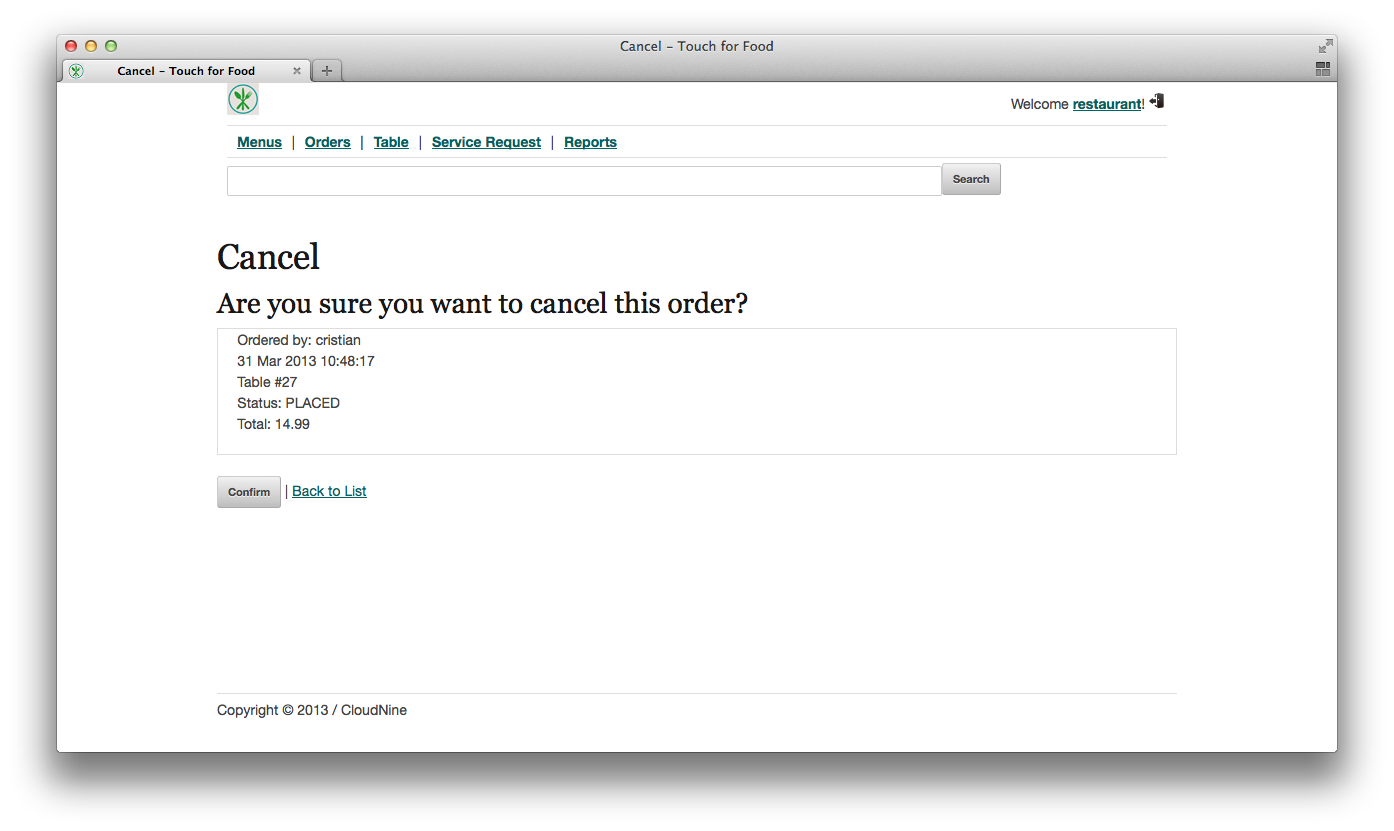 Cancel – Touch for Food
Cancel – Touch for Food
Welcome restaurant!
Menus | Orders | Table | Service Request | Reports
Search
Cancel
Are you sure you want to cancel this order?
Ordered by: cristian
31 Mar 2013 10:48:17
Table #27
Status: PLACED
Total: 14.99
Confirm | Back to List
Copyright © 2013 / CloudNine